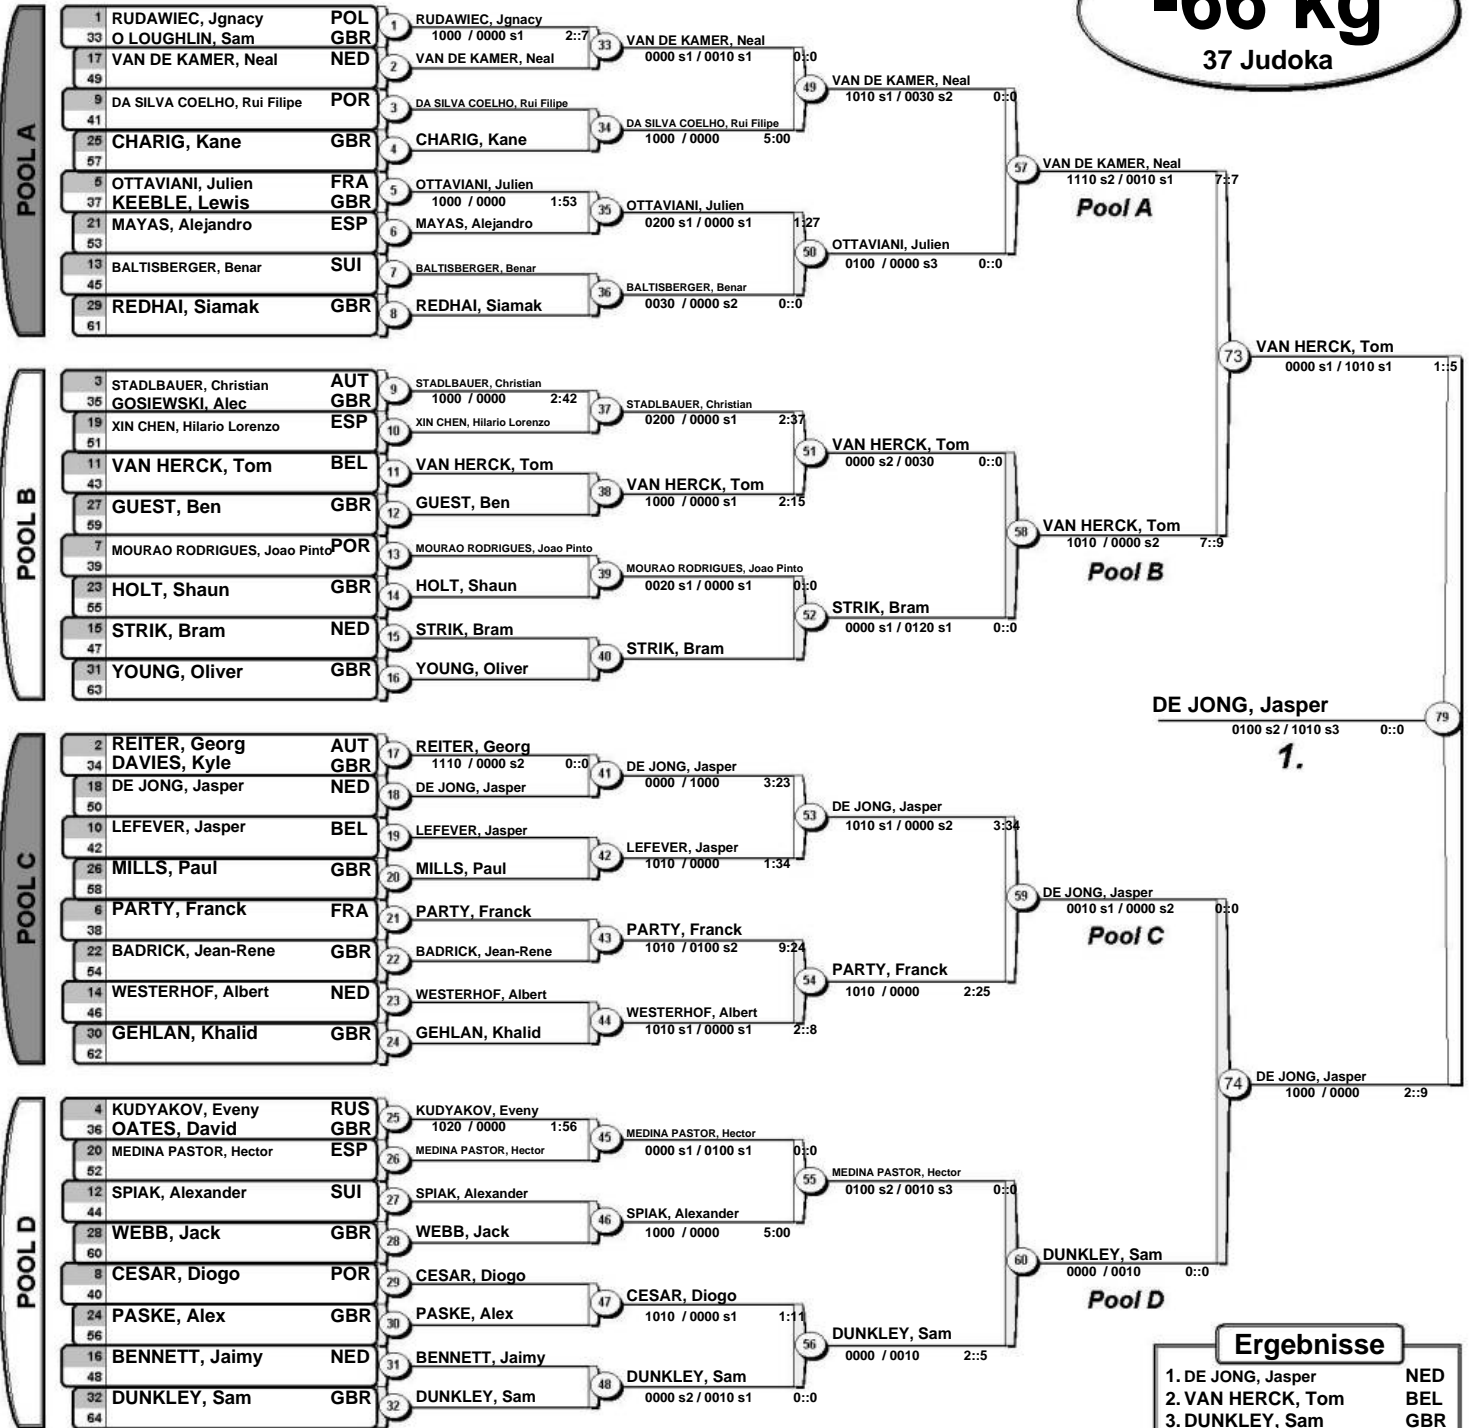 -66 kg
37 Judoka
POOL A
1 RUDAWIEC, Jgnacy POL
33 O LOUGHLIN, Sam GBR
17 VAN DE KAMER, Neal NED
49
9 DA SILVA COELHO, Rui Filipe POR
41
25 CHARIG, Kane GBR
57
5 OTTAVIANI, Julien FRA
37 KEEBLE, Lewis GBR
21 MAYAS, Alejandro ESP
53
13 BALTISBERGER, Benar SUI
45
29 REDHAI, Siamak GBR
61
1 RUDAWIEC, Jgnacy
1000 / 0000 s1 2::7
2 VAN DE KAMER, Neal
3 DA SILVA COELHO, Rui Filipe
4 CHARIG, Kane
5 OTTAVIANI, Julien
1000 / 0000 1:53
6 MAYAS, Alejandro
7 BALTISBERGER, Benar
8 REDHAI, Siamak
33 VAN DE KAMER, Neal
0000 s1 / 0010 s1 0::0
34 DA SILVA COELHO, Rui Filipe
1000 / 0000 5:00
35 OTTAVIANI, Julien
0200 s1 / 0000 s1 1:27
36 BALTISBERGER, Benar
0030 / 0000 s2 0::0
49 VAN DE KAMER, Neal
1010 s1 / 0030 s2 0::0
50 OTTAVIANI, Julien
0100 / 0000 s3 0::0
57 VAN DE KAMER, Neal
1110 s2 / 0010 s1 7::7
Pool A
POOL B
3 STADLBAUER, Christian AUT
35 GOSIEWSKI, Alec GBR
19 XIN CHEN, Hilario Lorenzo ESP
51
11 VAN HERCK, Tom BEL
43
27 GUEST, Ben GBR
59
7 MOURAO RODRIGUES, Joao Pinto POR
39
23 HOLT, Shaun GBR
55
15 STRIK, Bram NED
47
31 YOUNG, Oliver GBR
63
9 STADLBAUER, Christian
1000 / 0000 2:42
10 XIN CHEN, Hilario Lorenzo
11 VAN HERCK, Tom
12 GUEST, Ben
13 MOURAO RODRIGUES, Joao Pinto
14 HOLT, Shaun
15 STRIK, Bram
16 YOUNG, Oliver
37 STADLBAUER, Christian
0200 / 0000 s1 2:37
38 VAN HERCK, Tom
1000 / 0000 s1 2:15
39 MOURAO RODRIGUES, Joao Pinto
0020 s1 / 0000 s1 0::0
40 STRIK, Bram
51 VAN HERCK, Tom
0000 s2 / 0030 0::0
52 STRIK, Bram
0000 s1 / 0120 s1 0::0
58 VAN HERCK, Tom
1010 / 0000 s2 7::9
Pool B
73 VAN HERCK, Tom
0000 s1 / 1010 s1 1::5
DE JONG, Jasper 79
0100 s2 / 1010 s3 0::0
1.
POOL C
2 REITER, Georg AUT
34 DAVIES, Kyle GBR
18 DE JONG, Jasper NED
50
10 LEFEVER, Jasper BEL
42
26 MILLS, Paul GBR
58
6 PARTY, Franck FRA
38
22 BADRICK, Jean-Rene GBR
54
14 WESTERHOF, Albert NED
46
30 GEHLAN, Khalid GBR
62
17 REITER, Georg
1110 / 0000 s2 0::0
18 DE JONG, Jasper
19 LEFEVER, Jasper
20 MILLS, Paul
21 PARTY, Franck
22 BADRICK, Jean-Rene
23 WESTERHOF, Albert
24 GEHLAN, Khalid
41 DE JONG, Jasper
0000 / 1000 3:23
42 LEFEVER, Jasper
1010 / 0000 1:34
43 PARTY, Franck
1010 / 0100 s2 9:24
44 WESTERHOF, Albert
1010 s1 / 0000 s1 2::8
53 DE JONG, Jasper
1010 s1 / 0000 s2 3:34
54 PARTY, Franck
1010 / 0000 2:25
59 DE JONG, Jasper
0010 s1 / 0000 s2 0::0
Pool C
74 DE JONG, Jasper
1000 / 0000 2::9
POOL D
4 KUDYAKOV, Eveny RUS
36 OATES, David GBR
20 MEDINA PASTOR, Hector ESP
52
12 SPIAK, Alexander SUI
44
28 WEBB, Jack GBR
60
8 CESAR, Diogo POR
40
24 PASKE, Alex GBR
56
16 BENNETT, Jaimy NED
48
32 DUNKLEY, Sam GBR
64
25 KUDYAKOV, Eveny
1020 / 0000 1:56
26 MEDINA PASTOR, Hector
27 SPIAK, Alexander
28 WEBB, Jack
29 CESAR, Diogo
30 PASKE, Alex
31 BENNETT, Jaimy
32 DUNKLEY, Sam
45 MEDINA PASTOR, Hector
0000 s1 / 0100 s1 0::0
46 SPIAK, Alexander
1000 / 0000 5:00
47 CESAR, Diogo
1010 / 0000 s1 1:11
48 DUNKLEY, Sam
0000 s2 / 0010 s1 0::0
55 MEDINA PASTOR, Hector
0100 s2 / 0010 s3 0::0
56 DUNKLEY, Sam
0000 / 0010 2::5
60 DUNKLEY, Sam
0000 / 0010 0::0
Pool D
Ergebnisse
1. DE JONG, Jasper NED
2. VAN HERCK, Tom BEL
3. DUNKLEY, Sam GBR